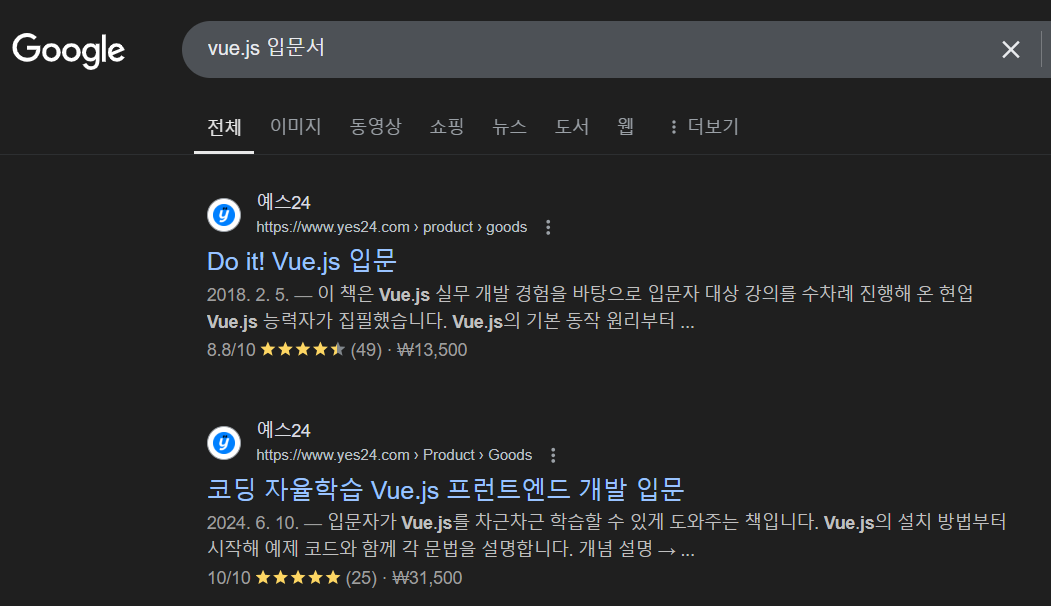 Google
vue.js 입문서
전체 이미지 동영상 쇼핑 뉴스 도서 웹 더보기
예스24
https://www.yes24.com › product › goods
Do it! Vue.js 입문
2018. 2. 5. — 이 책은 Vue.js 실무 개발 경험을 바탕으로 입문자 대상 강의를 수차례 진행해 온 현업
Vue.js 능력자가 집필했습니다. Vue.js의 기본 동작 원리부터 ...
8.8/10 (49) · ₩13,500
예스24
https://www.yes24.com › Product › Goods
코딩 자율학습 Vue.js 프런트엔드 개발 입문
2024. 6. 10. — 입문자가 Vue.js를 차근차근 학습할 수 있게 도와주는 책입니다. Vue.js의 설치 방법부터
시작해 예제 코드와 함께 각 문법을 설명합니다. 개념 설명 → ...
10/10 (25) · ₩31,500